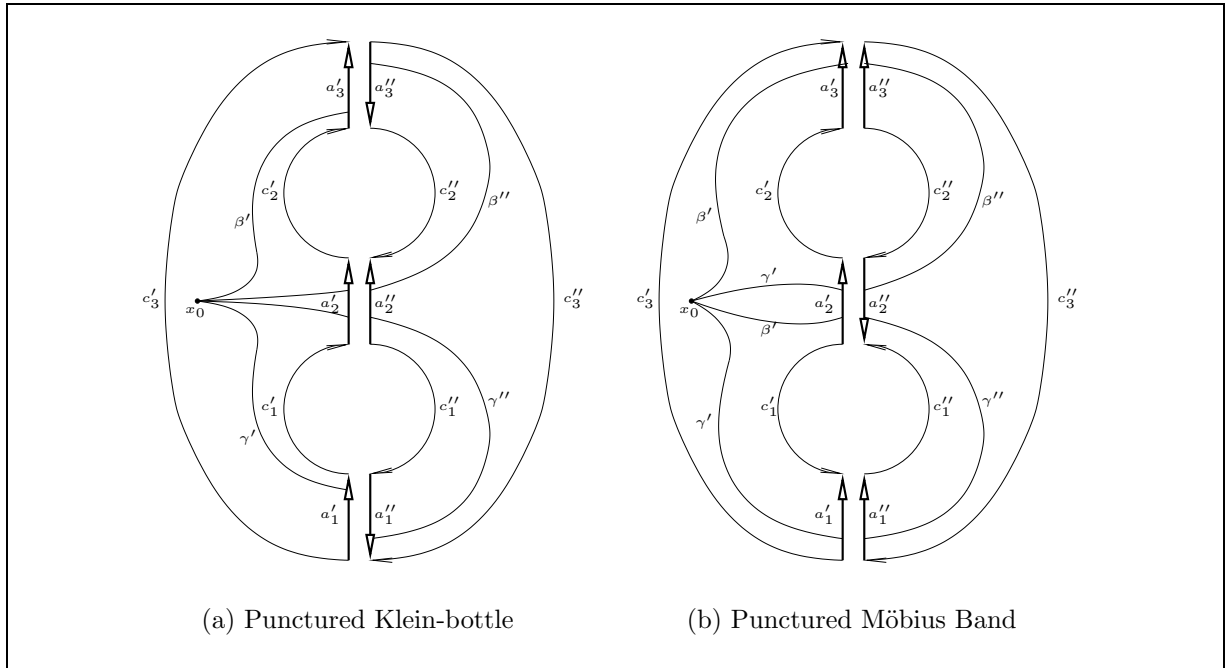 a′₃ a″₃
c′₂ c″₂
β′ β″
c′₃ x₀ a′₂ a″₂ c″₃
c′₁ c″₁
γ′ γ″
a′₁ a″₁
(a) Punctured Klein-bottle
a′₃ a″₃
c′₂ c″₂
β′ β″
γ′
c′₃ x₀ a′₂ a″₂ c″₃
β′
c′₁ c″₁
γ′ γ″
a′₁ a″₁
(b) Punctured Möbius Band